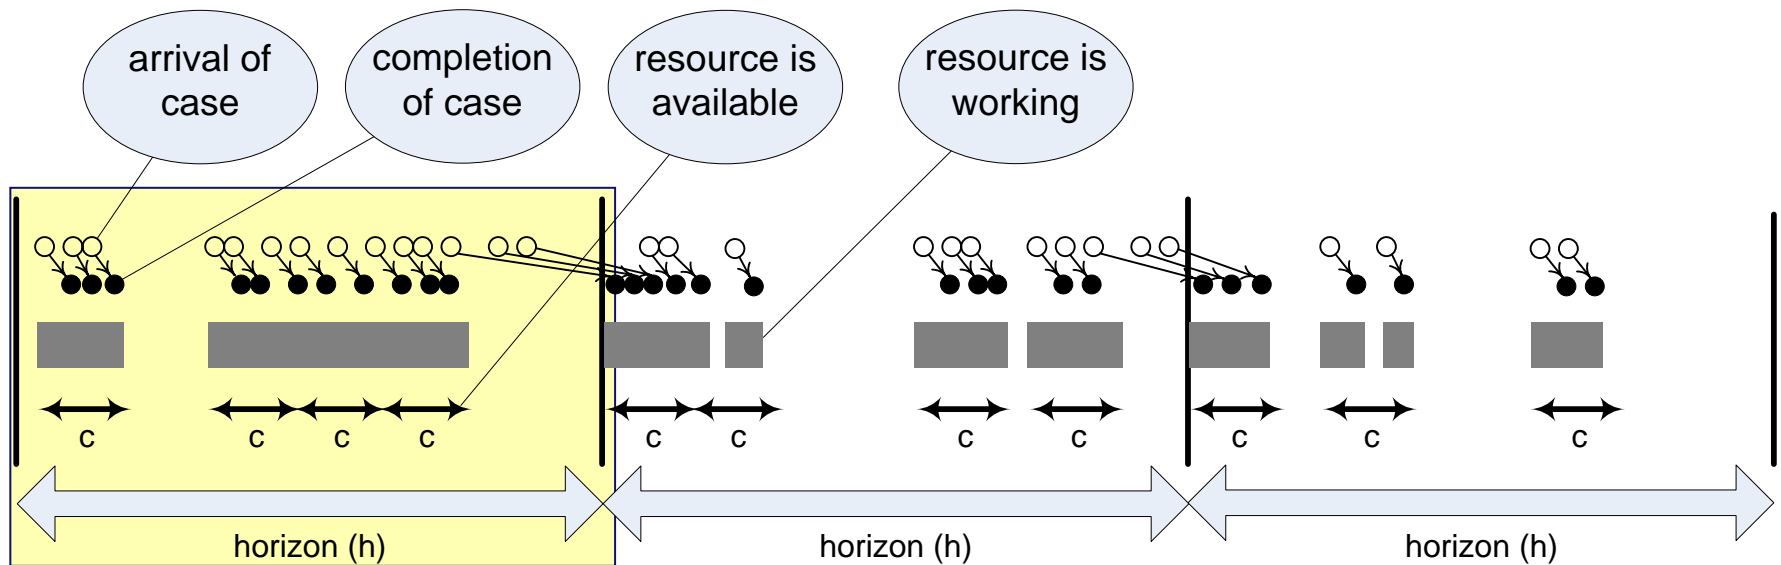 arrival of
case
completion
of case
resource is
available
resource is
working
c
c
c
c
c
c
c
c
c
c
c
horizon (h)
horizon (h)
horizon (h)